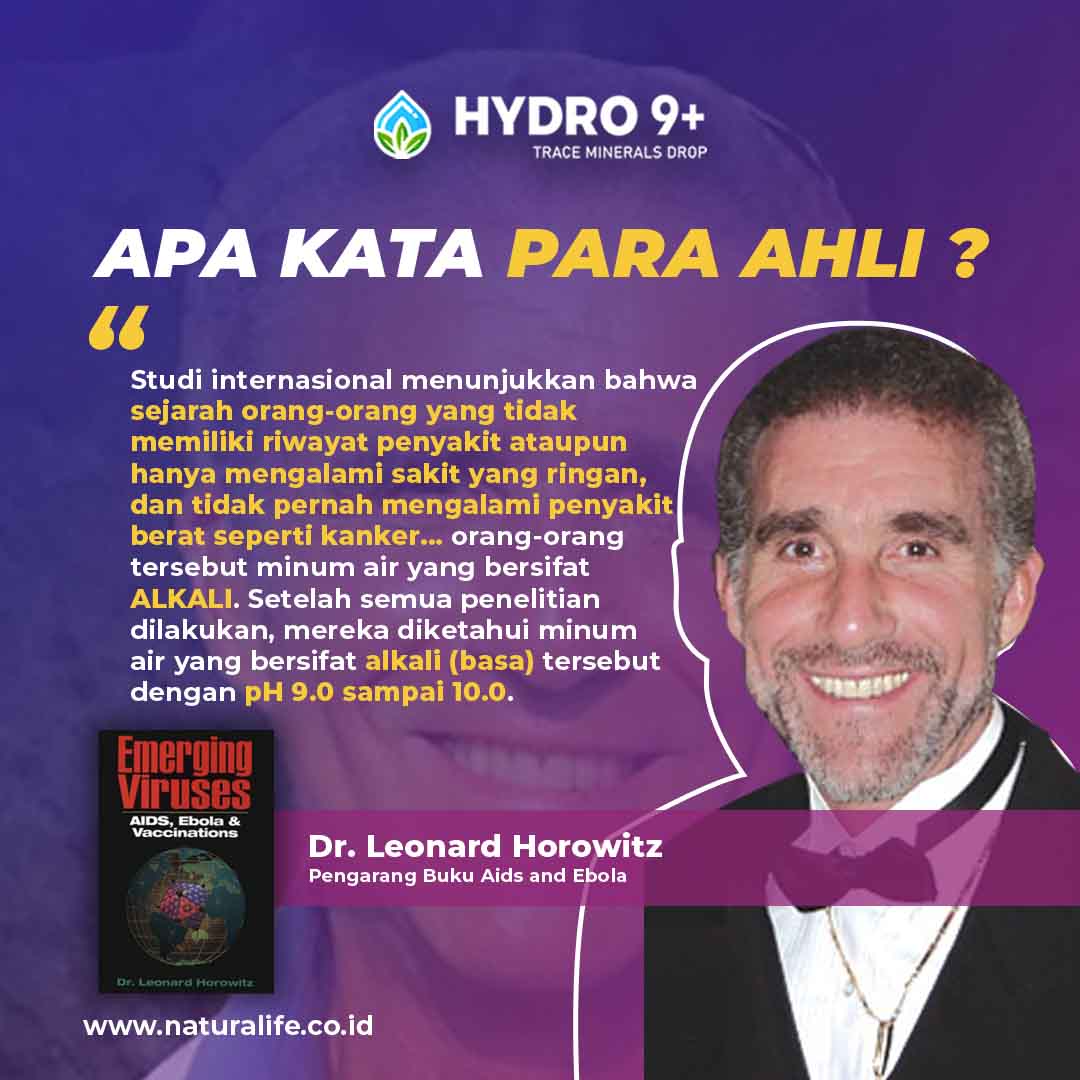 HYDRO 9+
TRACE MINERALS DROP
APA KATA PARA AHLI ?
“
Studi internasional menunjukkan bahwa
sejarah orang-orang yang tidak
memiliki riwayat penyakit ataupun
hanya mengalami sakit yang ringan,
dan tidak pernah mengalami penyakit
berat seperti kanker... orang-orang
tersebut minum air yang bersifat
ALKALI. Setelah semua penelitian
dilakukan, mereka diketahui minum
air yang bersifat alkali (basa) tersebut
dengan pH 9.0 sampai 10.0.
Emerging
Viruses
AIDS, Ebola &
Vaccinations
Dr. Leonard Horowitz
Dr. Leonard Horowitz
Pengarang Buku Aids and Ebola
www.naturalife.co.id